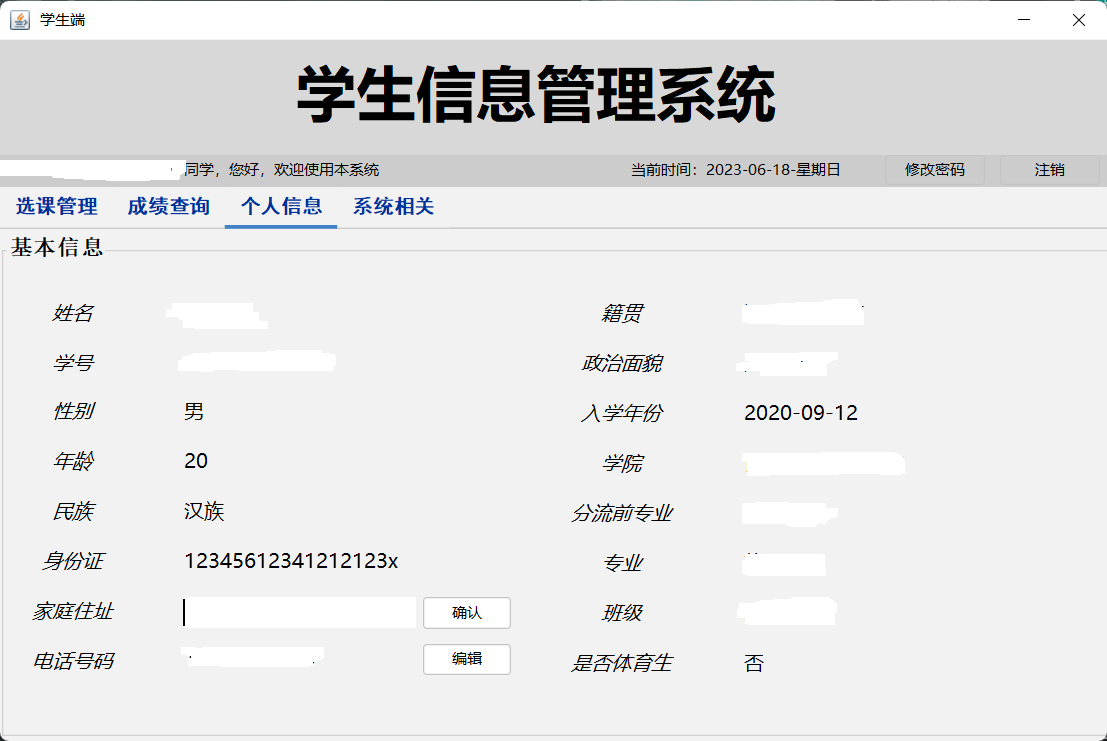 学生端
学生信息管理系统
同学，您好，欢迎使用本系统 当前时间：2023-06-18-星期日 修改密码 注销
选课管理 成绩查询 个人信息 系统相关
基本信息
姓名 籍贯
学号 政治面貌
性别 男 入学年份 2020-09-12
年龄 20 学院
民族 汉族 分流前专业
身份证 12345612341212123x 专业
家庭住址 确认 班级
电话号码 编辑 是否体育生 否